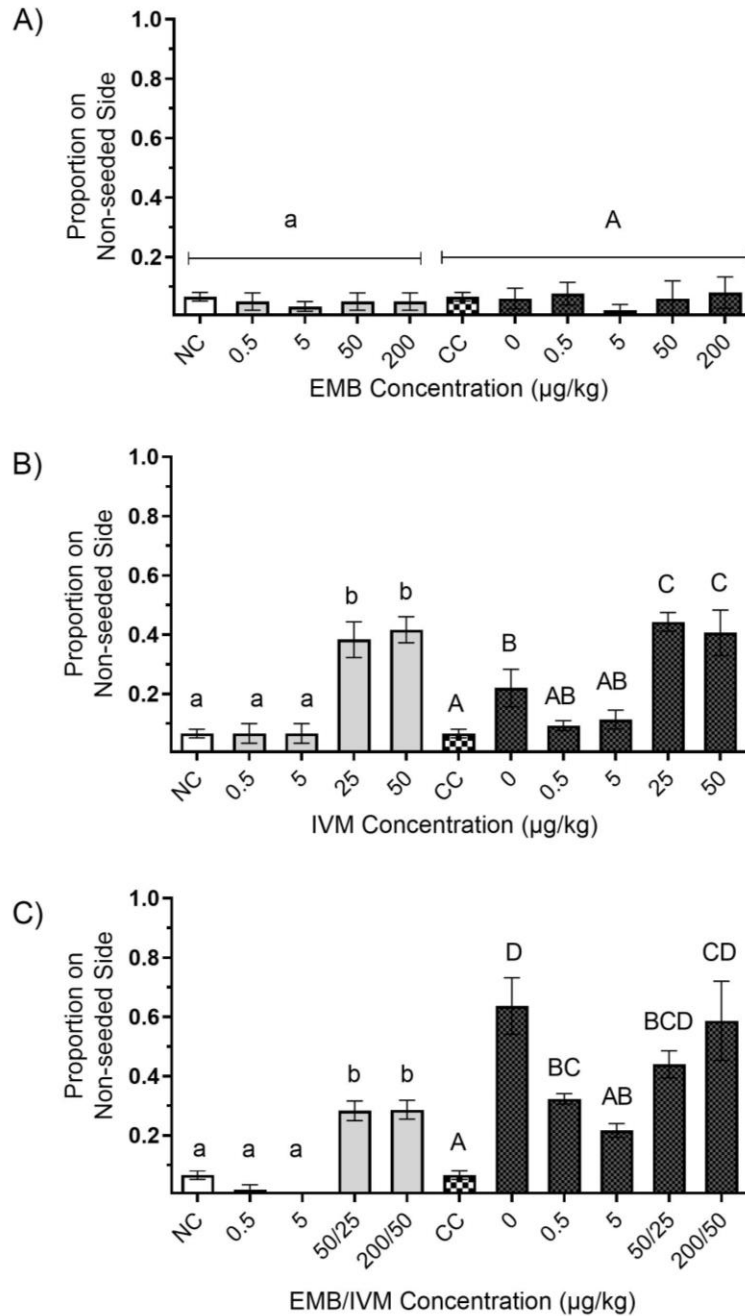 A)
Proportion on
Non-seeded Side
1.0
0.8
0.6
0.4
0.2
a A
NC 0.5 5 50 200 CC 0 0.5 5 50 200
EMB Concentration (µg/kg)
B)
Proportion on
Non-seeded Side
1.0
0.8
0.6
0.4
0.2
a a a b b A B AB AB C C
NC 0.5 5 25 50 CC 0 0.5 5 25 50
IVM Concentration (µg/kg)
C)
Proportion on
Non-seeded Side
1.0
0.8
0.6
0.4
0.2
a a a b b A D BC AB BCD CD
NC 0.5 5 50/25 200/50 CC 0 0.5 5 50/25 200/50
EMB/IVM Concentration (µg/kg)